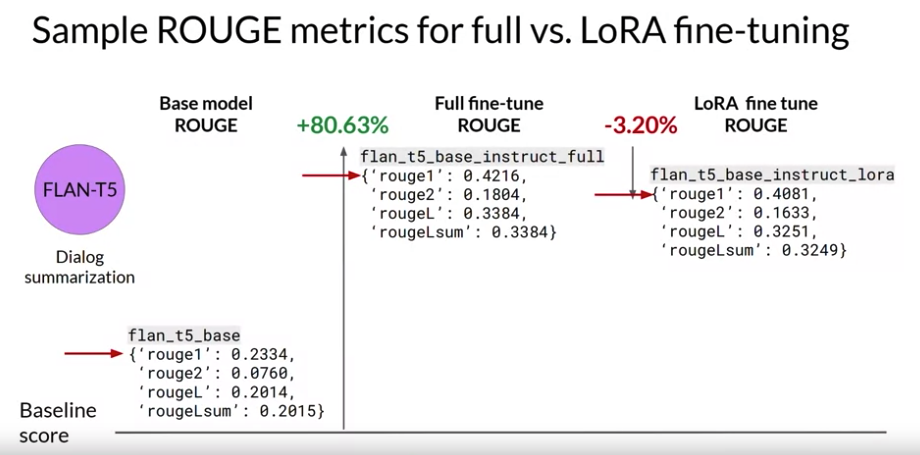 Sample ROUGE metrics for full vs. LoRA fine-tuning
Base model
ROUGE
+80.63%
Full fine-tune
ROUGE
-3.20%
LoRA fine tune
ROUGE
FLAN-T5
Dialog
summarization
flan_t5_base_instruct_full
{‘rouge1’: 0.4216,
‘rouge2’: 0.1804,
‘rougeL’: 0.3384,
‘rougeLsum’: 0.3384}
flan_t5_base_instruct_lora
{‘rouge1’: 0.4081,
‘rouge2’: 0.1633,
‘rougeL’: 0.3251,
‘rougeLsum’: 0.3249}
flan_t5_base
{‘rouge1’: 0.2334,
‘rouge2’: 0.0760,
‘rougeL’: 0.2014,
‘rougeLsum’: 0.2015}
Baseline
score